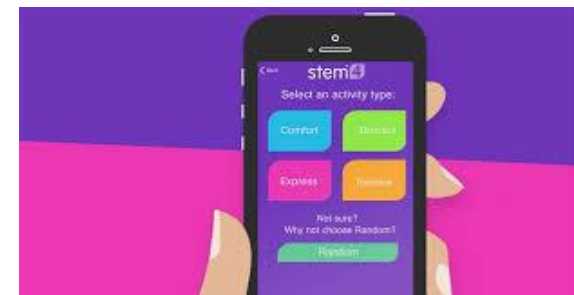 Back
stem4
Select an activity type:
Comfort Distract
Express Release
Not sure?
Why not choose Random?
Random